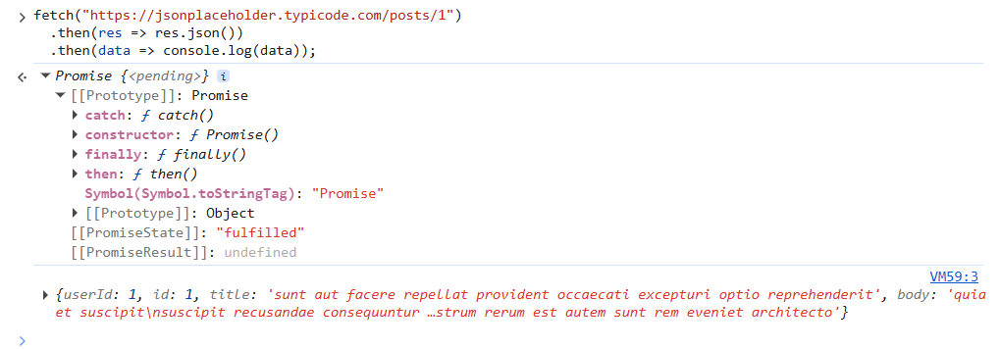 fetch("https://jsonplaceholder.typicode.com/posts/1")
.then(res => res.json())
.then(data => console.log(data));
Promise {<pending>} i
[[Prototype]]: Promise
catch: ƒ catch()
constructor: ƒ Promise()
finally: ƒ finally()
then: ƒ then()
Symbol(Symbol.toStringTag): "Promise"
[[Prototype]]: Object
[[PromiseState]]: "fulfilled"
[[PromiseResult]]: undefined
VM59:3
{userId: 1, id: 1, title: 'sunt aut facere repellat provident occaecati excepturi optio reprehenderit', body: 'quia
et suscipit\nsuscipit recusandae consequuntur …strum rerum est autem sunt rem eveniet architecto'}